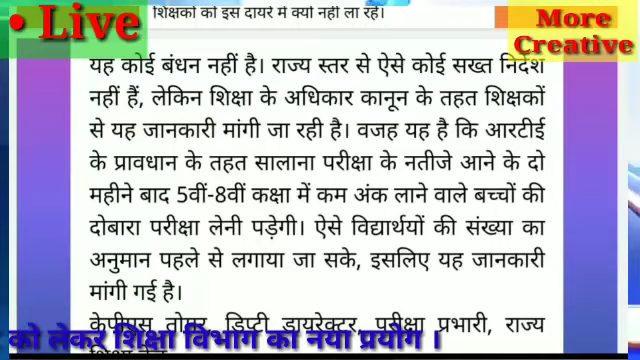 • Live
More
Creative
शिक्षकों को इस दायरे में क्यों नहीं ला रहे।
यह कोई बंधन नहीं है। राज्य स्तर से ऐसे कोई सख्त निर्देश
नहीं हैं, लेकिन शिक्षा के अधिकार कानून के तहत शिक्षकों
से यह जानकारी मांगी जा रही है। वजह यह है कि आरटीई
के प्रावधान के तहत सालाना परीक्षा के नतीजे आने के दो
महीने बाद 5वीं-8वीं कक्षा में कम अंक लाने वाले बच्चों की
दोबारा परीक्षा लेनी पड़ेगी। ऐसे विद्यार्थयों की संख्या का
अनुमान पहले से लगाया जा सके, इसलिए यह जानकारी
मांगी गई है।
केपीएस तोमर, डिप्टी डायरेक्टर, परीक्षा प्रभारी, राज्य
को लेकर शिक्षा विभाग का नया प्रयोग ।